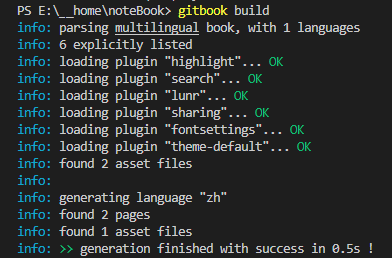 PS E:\__home\noteBook> gitbook build
info: parsing multilingual book, with 1 languages
info: 6 explicitly listed
info: loading plugin "highlight"... OK
info: loading plugin "search"... OK
info: loading plugin "lunr"... OK
info: loading plugin "sharing"... OK
info: loading plugin "fontsettings"... OK
info: loading plugin "theme-default"... OK
info: found 2 asset files
info:
info: generating language "zh"
info: found 2 pages
info: found 1 asset files
info: >> generation finished with success in 0.5s !